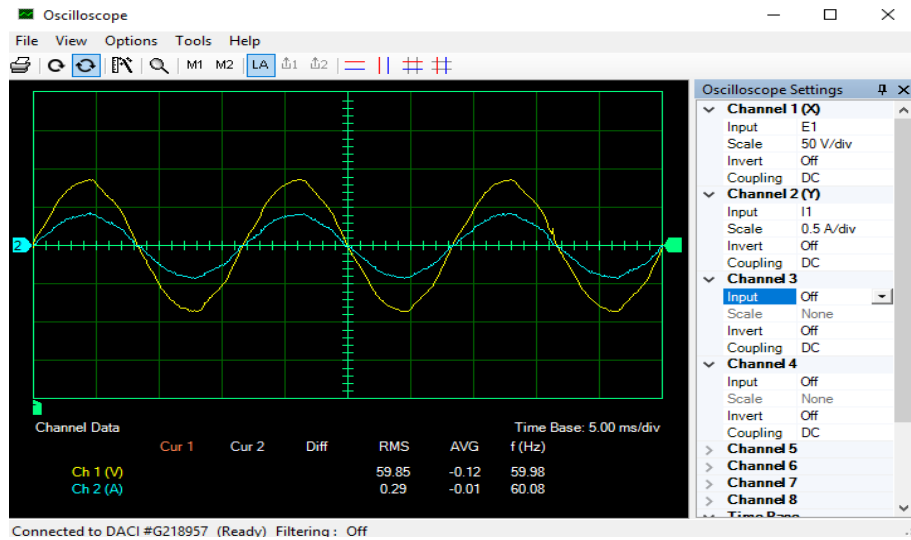 Oscilloscope
File View Options Tools Help
M1 M2 LA 1 2
Oscilloscope Settings
Channel 1 (X)
Input E1
Scale 50 V/div
Invert Off
Coupling DC
Channel 2 (Y)
Input I1
Scale 0.5 A/div
Invert Off
Coupling DC
Channel 3
Input Off
Scale None
Invert Off
Coupling DC
Channel 4
Input Off
Scale None
Invert Off
Coupling DC
Channel 5
Channel 6
Channel 7
Channel 8
Time Base
2
Channel Data Time Base: 5.00 ms/div
Cur 1 Cur 2 Diff RMS AVG f (Hz)
Ch 1 (V) 59.85 -0.12 59.98
Ch 2 (A) 0.29 -0.01 60.08
Connected to DACI #G218957 (Ready) Filtering : Off